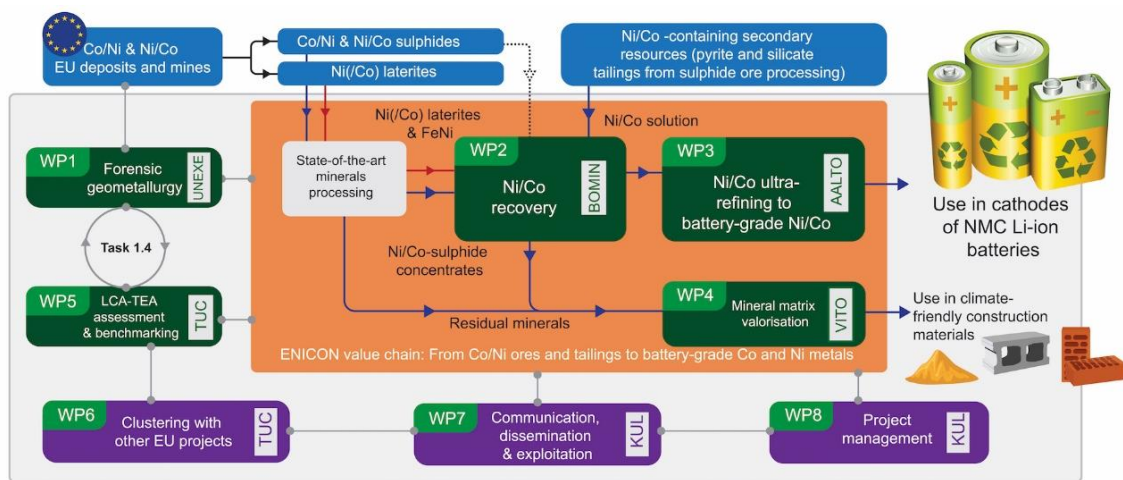 Co/Ni & Ni/Co
EU deposits and mines
Co/Ni & Ni/Co sulphides
Ni(/Co) laterites
Ni/Co -containing secondary
resources (pyrite and silicate
tailings from sulphide ore processing)
Ni(/Co) laterites
& FeNi
Ni/Co solution
WP1
Forensic
geometallurgy
UNEXE
State-of-the-art
minerals
processing
WP2
Ni/Co
recovery
BOMIN
WP3
Ni/Co ultra-
refining to
battery-grade Ni/Co
AALTO
Use in cathodes
of NMC Li-ion
batteries
Task 1.4
Ni/Co-sulphide
concentrates
WP5
LCA-TEA
assessment
& benchmarking
TUC
Residual minerals
WP4
Mineral matrix
valorisation
VITO
Use in climate-
friendly construction
materials
ENICON value chain: From Co/Ni ores and tailings to battery-grade Co and Ni metals
WP6
Clustering with
other EU projects
TUC
WP7
Communication,
dissemination
& exploitation
KUL
WP8
Project
management
KUL